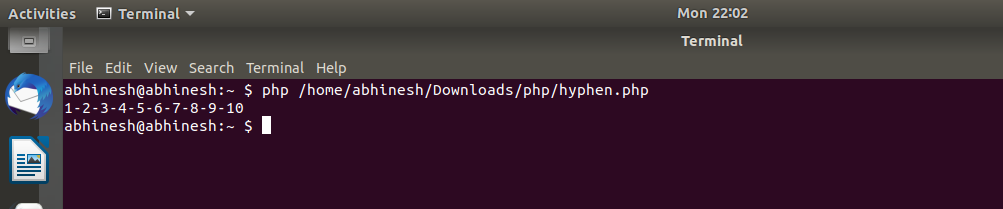 Activities Terminal Mon 22:02
Terminal
File Edit View Search Terminal Help
abhinesh@abhinesh:~ $ php /home/abhinesh/Downloads/php/hyphen.php
1-2-3-4-5-6-7-8-9-10
abhinesh@abhinesh:~ $